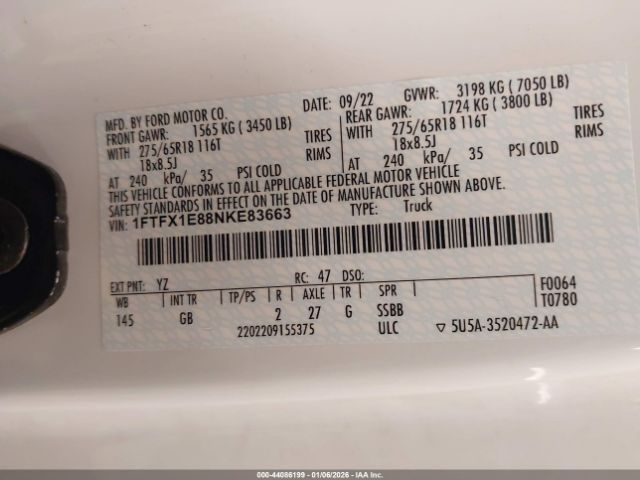 MFD. BY FORD MOTOR CO. DATE: 09/22 GVWR: 3198 KG ( 7050 LB)
FRONT GAWR: 1565 KG ( 3450 LB) REAR GAWR: 1724 KG ( 3800 LB)
WITH 275/65R18 116T TIRES WITH 275/65R18 116T TIRES
18x8.5J RIMS 18x8.5J RIMS
AT 240 kPa/ 35 PSI COLD AT 240 kPa/ 35 PSI COLD
THIS VEHICLE CONFORMS TO ALL APPLICABLE FEDERAL MOTOR VEHICLE
SAFETY STANDARDS IN EFFECT ON THE DATE OF MANUFACTURE SHOWN ABOVE.
VIN: 1FTFX1E88NKE83663 TYPE: Truck
EXT PNT: YZ RC: 47 DSO: F0064
WB INT TR TP/PS R AXLE TR SPR T0780
145 GB 2 27 G SSBB
2202209155375 ULC ▽ 5U5A-3520472-AA
000-44086199 - 01/06/2026 - IAA Inc.